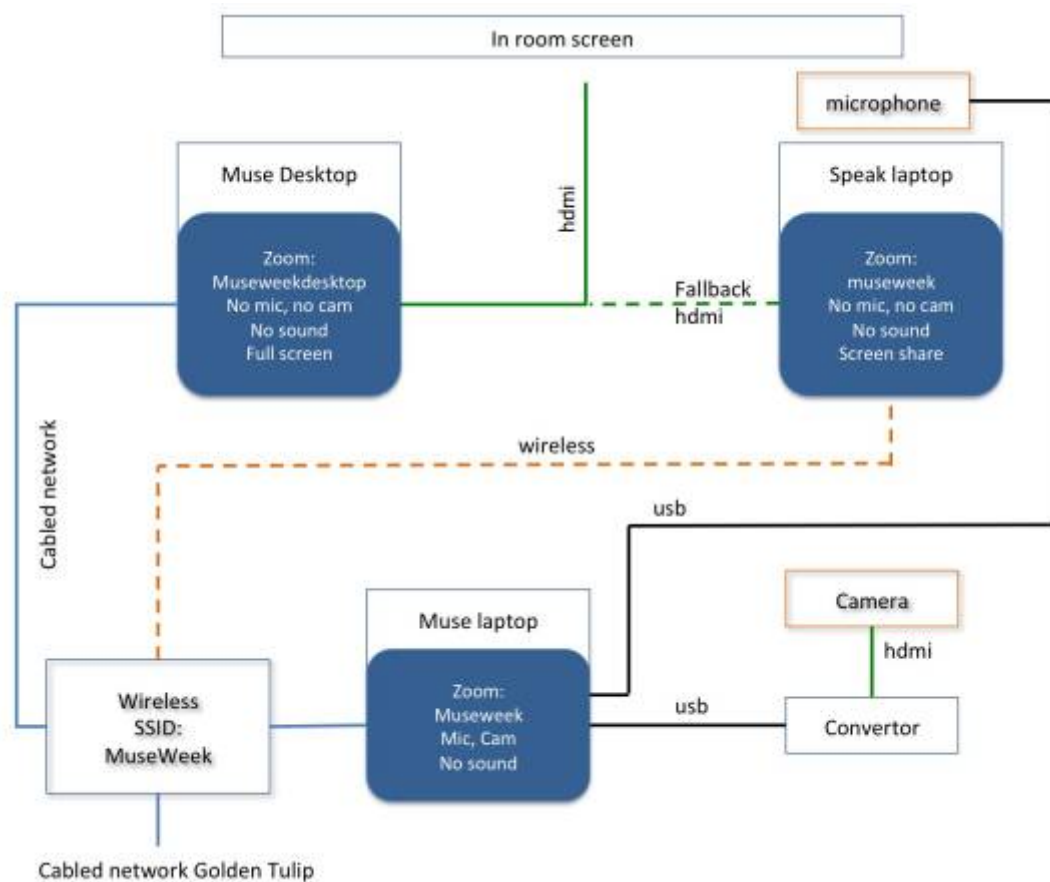 In room screen
microphone
Muse Desktop
Speak laptop
hdmi
Zoom:
Museweekdesktop
No mic, no cam
No sound
Full screen
Fallback
hdmi
Zoom:
museweek
No mic, no cam
No sound
Screen share
wireless
Cabled network
usb
Camera
hdmi
Muse laptop
Zoom:
Museweek
Mic, Cam
No sound
usb
Convertor
Wireless
SSID:
MuseWeek
Cabled network Golden Tulip